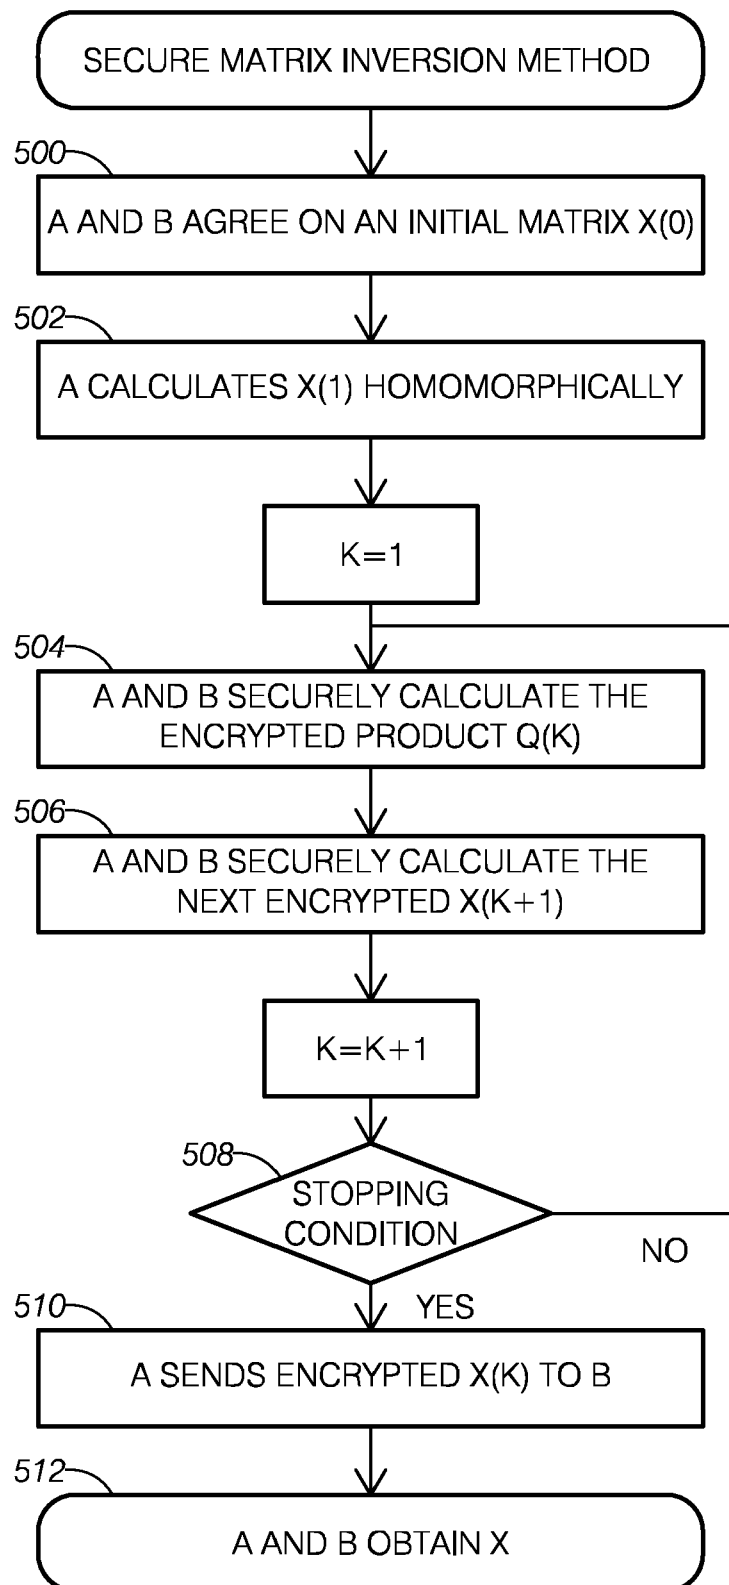 SECURE MATRIX INVERSION METHOD
500
A AND B AGREE ON AN INITIAL MATRIX X(0)
502
A CALCULATES X(1) HOMOMORPHICALLY
K=1
504
A AND B SECURELY CALCULATE THE
ENCRYPTED PRODUCT Q(K)
506
A AND B SECURELY CALCULATE THE
NEXT ENCRYPTED X(K+1)
K=K+1
508
STOPPING
CONDITION
NO
YES
510
A SENDS ENCRYPTED X(K) TO B
512
A AND B OBTAIN X